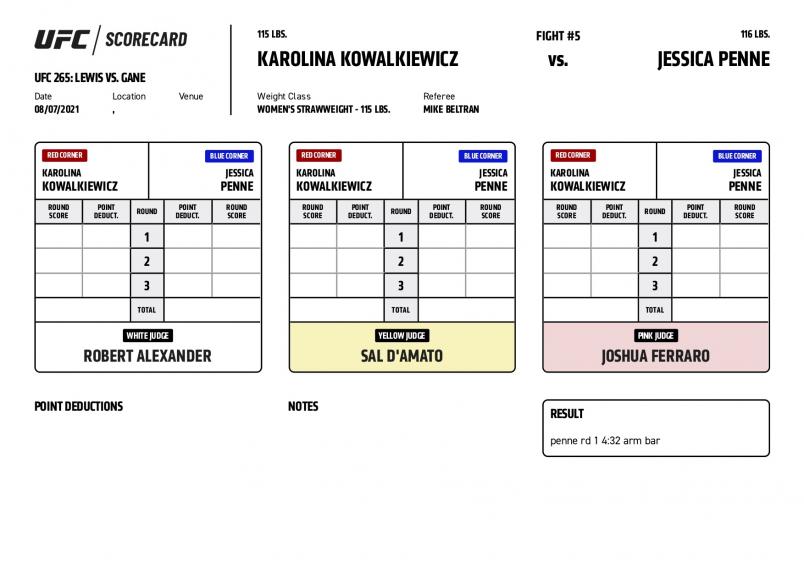 UFC / SCORECARD
UFC 265: LEWIS VS. GANE
Date Location Venue
08/07/2021 ,
115 LBS. FIGHT #5 116 LBS.
KAROLINA KOWALKIEWICZ VS. JESSICA PENNE
Weight Class Referee
WOMEN'S STRAWWEIGHT - 115 LBS. MIKE BELTRAN
RED CORNER BLUE CORNER
KAROLINA JESSICA
KOWALKIEWICZ PENNE
ROUND SCORE POINT DEDUCT. ROUND POINT DEDUCT. ROUND SCORE
1
2
3
TOTAL
WHITE JUDGE
ROBERT ALEXANDER
RED CORNER BLUE CORNER
KAROLINA JESSICA
KOWALKIEWICZ PENNE
ROUND SCORE POINT DEDUCT. ROUND POINT DEDUCT. ROUND SCORE
1
2
3
TOTAL
YELLOW JUDGE
SAL D'AMATO
RED CORNER BLUE CORNER
KAROLINA JESSICA
KOWALKIEWICZ PENNE
ROUND SCORE POINT DEDUCT. ROUND POINT DEDUCT. ROUND SCORE
1
2
3
TOTAL
PINK JUDGE
JOSHUA FERRARO
POINT DEDUCTIONS
NOTES
RESULT
penne rd 1 4:32 arm bar